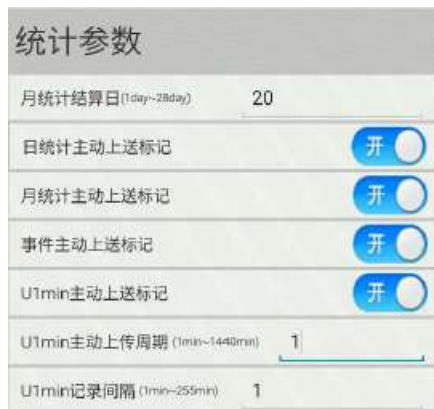 统计参数
月统计结算日(1day~28day) 20
日统计主动上送标记 开
月统计主动上送标记 开
事件主动上送标记 开
U1min主动上送标记 开
U1min主动上传周期(1min~1440min) 1
U1min记录间隔(1min~255min) 1